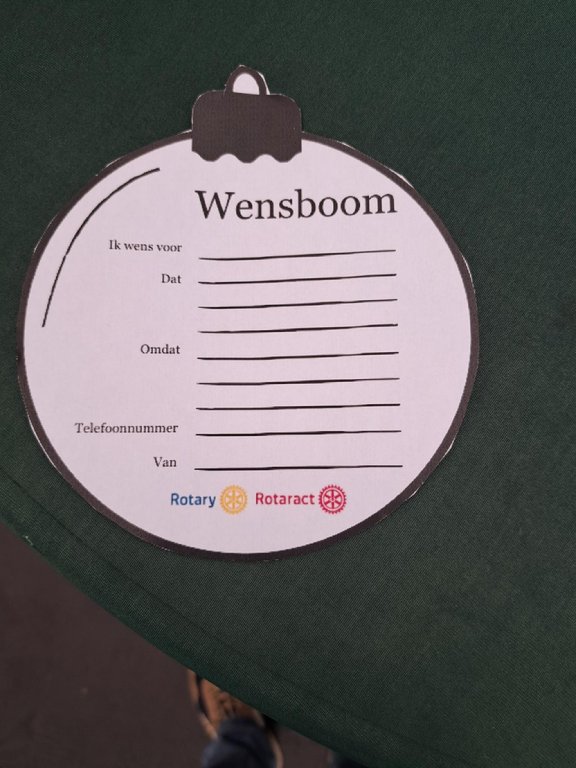 Wensboom
Ik wens voor
Dat
Omdat
Telefoonnummer
Van
Rotary Rotaract